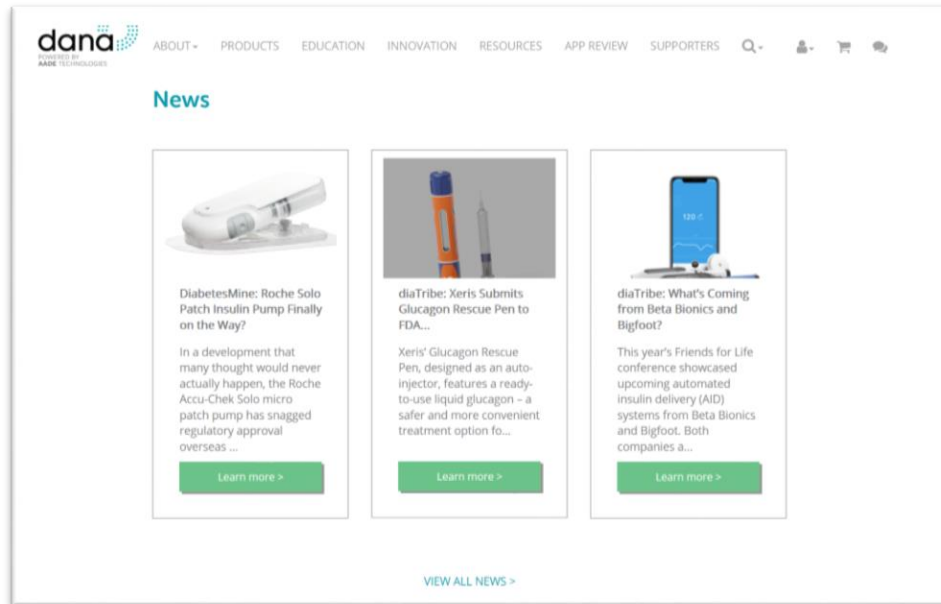 danä
POWERED BY
AADE TECHNOLOGIES
ABOUT
PRODUCTS
EDUCATION
INNOVATION
RESOURCES
APP REVIEW
SUPPORTERS
News
DiabetesMine: Roche Solo
Patch Insulin Pump Finally
on the Way?
In a development that
many thought would never
actually happen, the Roche
Accu-Chek Solo micro
patch pump has snagged
regulatory approval
overseas ...
Learn more >
diaTribe: Xeris Submits
Glucagon Rescue Pen to
FDA...
Xeris' Glucagon Rescue
Pen, designed as an auto-
injector, features a ready-
to-use liquid glucagon – a
safer and more convenient
treatment option fo...
Learn more >
120
diaTribe: What's Coming
from Beta Bionics and
Bigfoot?
This year's Friends for Life
conference showcased
upcoming automated
insulin delivery (AID)
systems from Beta Bionics
and Bigfoot. Both
companies a...
Learn more >
VIEW ALL NEWS >